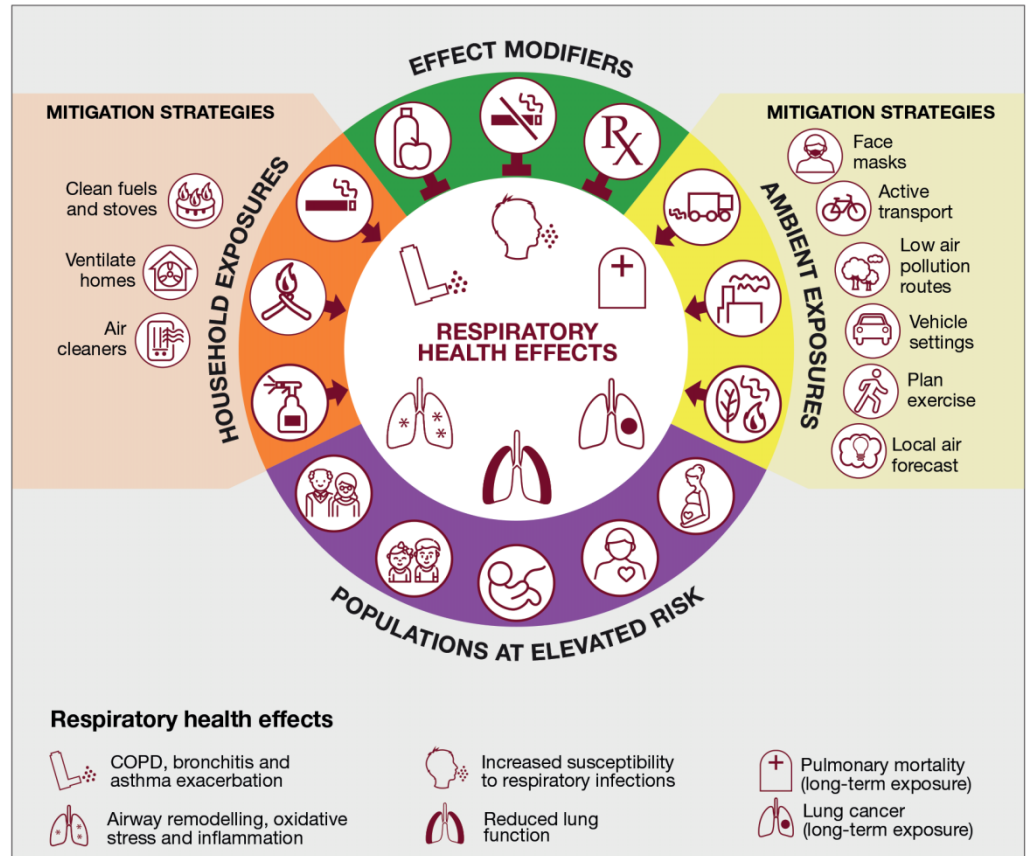 EFFECT MODIFIERS
MITIGATION STRATEGIES
Clean fuels
and stoves
Ventilate
homes
Air
cleaners
HOUSEHOLD EXPOSURES
Rx
MITIGATION STRATEGIES
Face
masks
Active
transport
Low air
pollution
routes
Vehicle
settings
Plan
exercise
Local air
forecast
AMBIENT EXPOSURES
RESPIRATORY
HEALTH EFFECTS
POPULATIONS AT ELEVATED RISK
Respiratory health effects
COPD, bronchitis and
asthma exacerbation
Increased susceptibility
to respiratory infections
Pulmonary mortality
(long-term exposure)
Airway remodelling, oxidative
stress and inflammation
Reduced lung
function
Lung cancer
(long-term exposure)